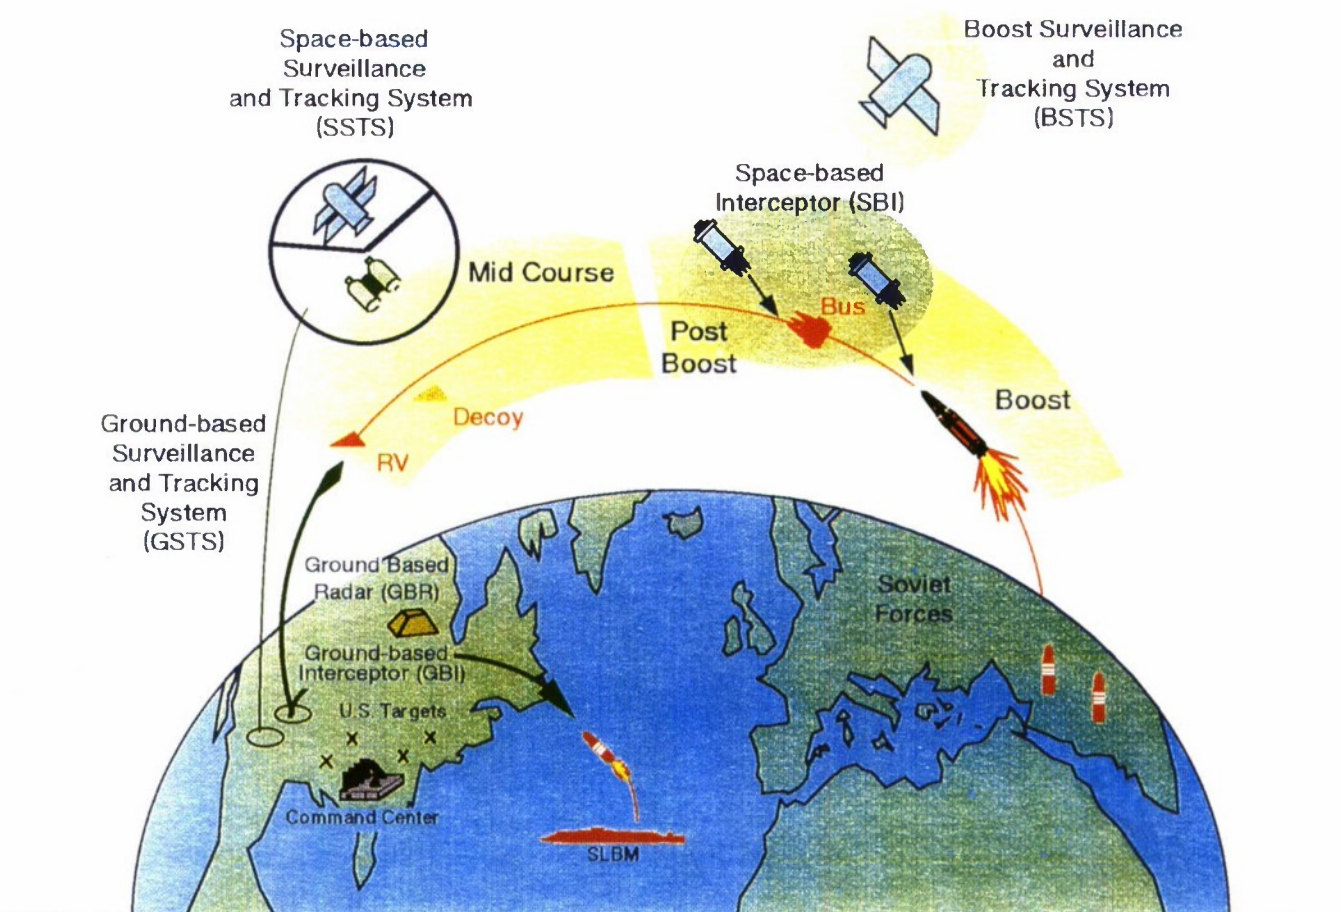 Space-based
Surveillance
and Tracking System
(SSTS)
Boost Surveillance
and
Tracking System
(BSTS)
Space-based
Interceptor (SBI)
Mid Course
Bus
Post
Boost
Boost
Decoy
RV
Ground-based
Surveillance
and Tracking
System
(GSTS)
Ground Based
Radar (GBR)
Soviet
Forces
Ground-based
Interceptor (GBI)
U.S. Targets
x
x
x
x
Command Center
SLBM